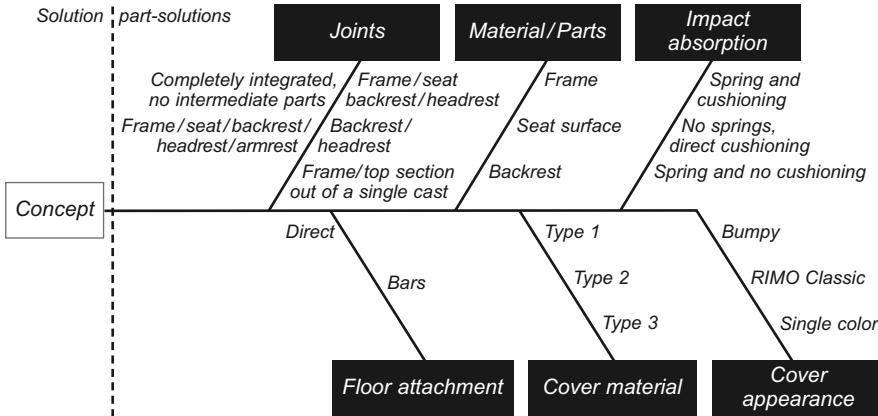 Solution
part-solutions
Joints
Material/Parts
Impact
absorption
Completely integrated,
no intermediate parts
Frame/seat
backrest/headrest
Frame
Spring and
cushioning
Frame/seat/backrest/
headrest/armrest
Backrest/
headrest
Seat surface
No springs,
direct cushioning
Frame/top section
out of a single cast
Backrest
Spring and no cushioning
Concept
Direct
Type 1
Bumpy
Bars
Type 2
RIMO Classic
Type 3
Single color
Floor attachment
Cover material
Cover
appearance